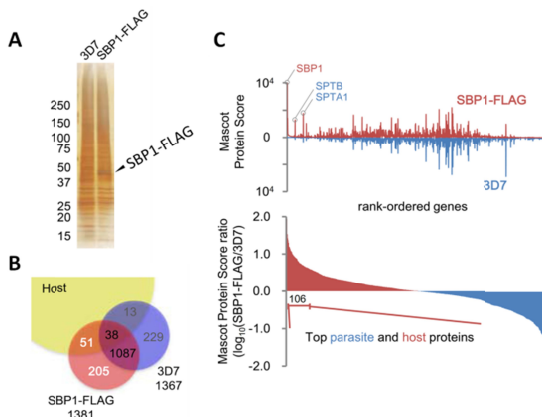 A
3D7
SBP1-FLAG
250
150
100
75
50
37
25
20
15
SBP1-FLAG
B
Host
13
51
38
229
1087
205
3D7
1367
SBP1-FLAG
1381
C
SBP1
SPTB
SPTA1
SBP1-FLAG
Mascot
Protein Score
10⁴
0
10⁴
3D7
rank-ordered genes
Mascot Protein Score ratio
(log₁₀(SBP1-FLAG/3D7)
2.0
1.0
0.0
-1.0
-2.0
106
Top parasite and host proteins